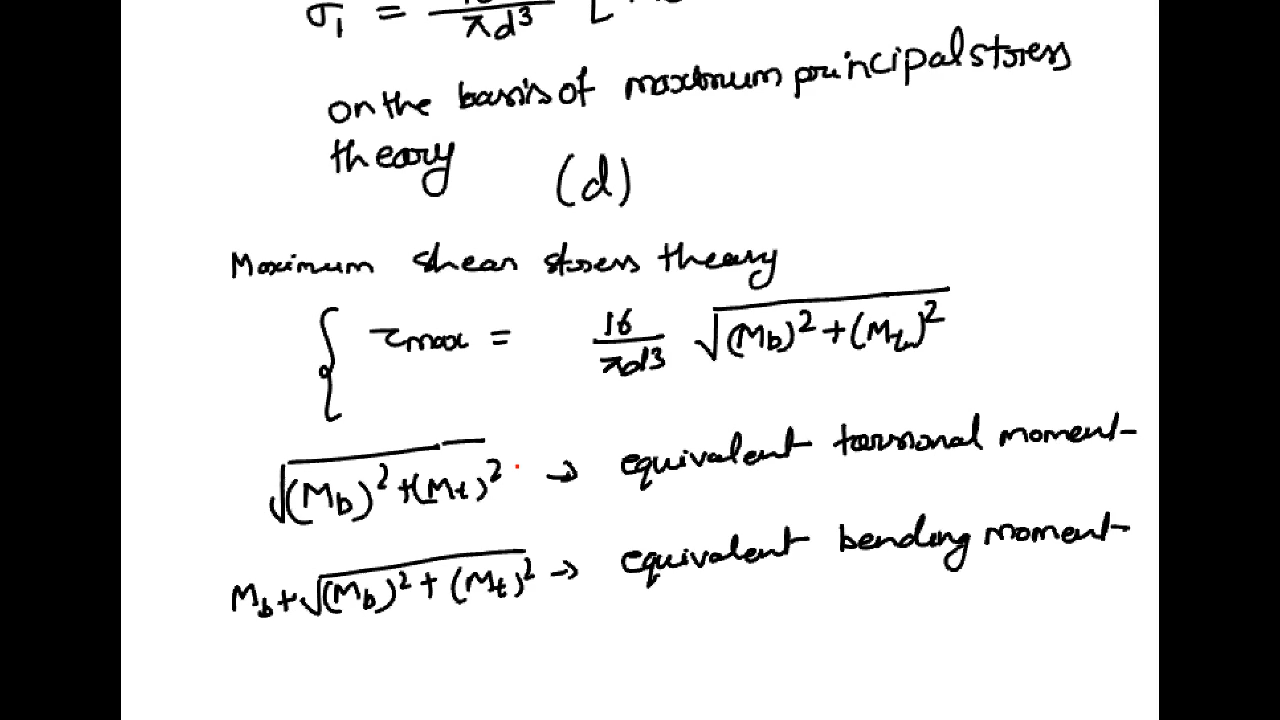 σ₁ = 16/πd³ [
on the basis of maximum principal stress
theory (d)
Maximum shear stress theory
τmax = 16/πd³ √(Mb)² + (Mt)²
√(Mb)² + (Mt)² → equivalent torsional moment
Mb + √(Mb)² + (Mt)² → equivalent bending moment